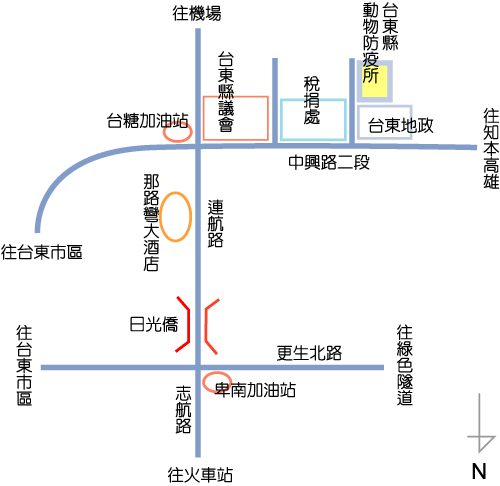 往機場
台東縣
動物防疫所
台東縣議會
稅捐處
台糖加油站
台東地政
往知本高雄
中興路二段
那路彎大酒店
連航路
往台東市區
日光僑
往台東市區
更生北路
往綠色隧道
卑南加油站
志航路
往火車站
N